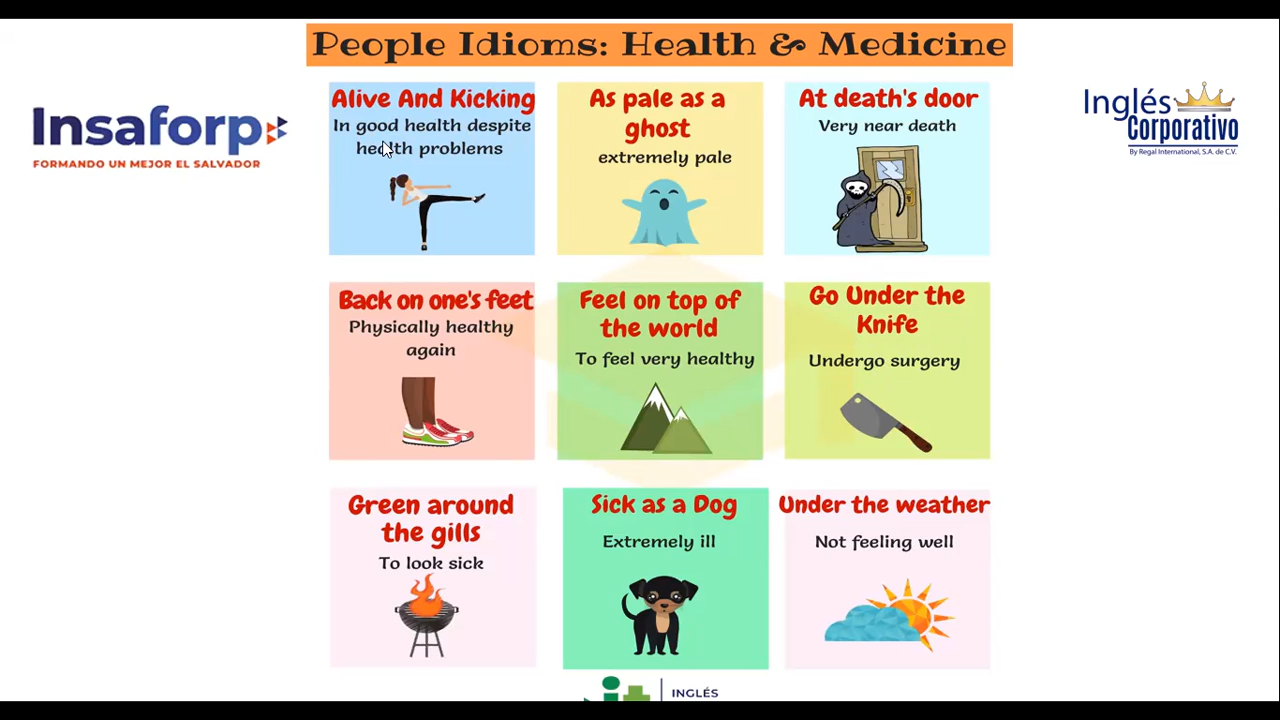 People Idioms: Health & Medicine
Insaforp
FORMANDO UN MEJOR EL SALVADOR
Inglés
Corporativo
By Regal International, S.A. de C.V.
Alive And Kicking
In good health despite
health problems
As pale as a
ghost
extremely pale
At death's door
Very near death
Back on one's feet
Physically healthy
again
Feel on top of
the world
To feel very healthy
Go Under the
Knife
Undergo surgery
Green around
the gills
To look sick
Sick as a Dog
Extremely ill
Under the weather
Not feeling well
INGLÉS